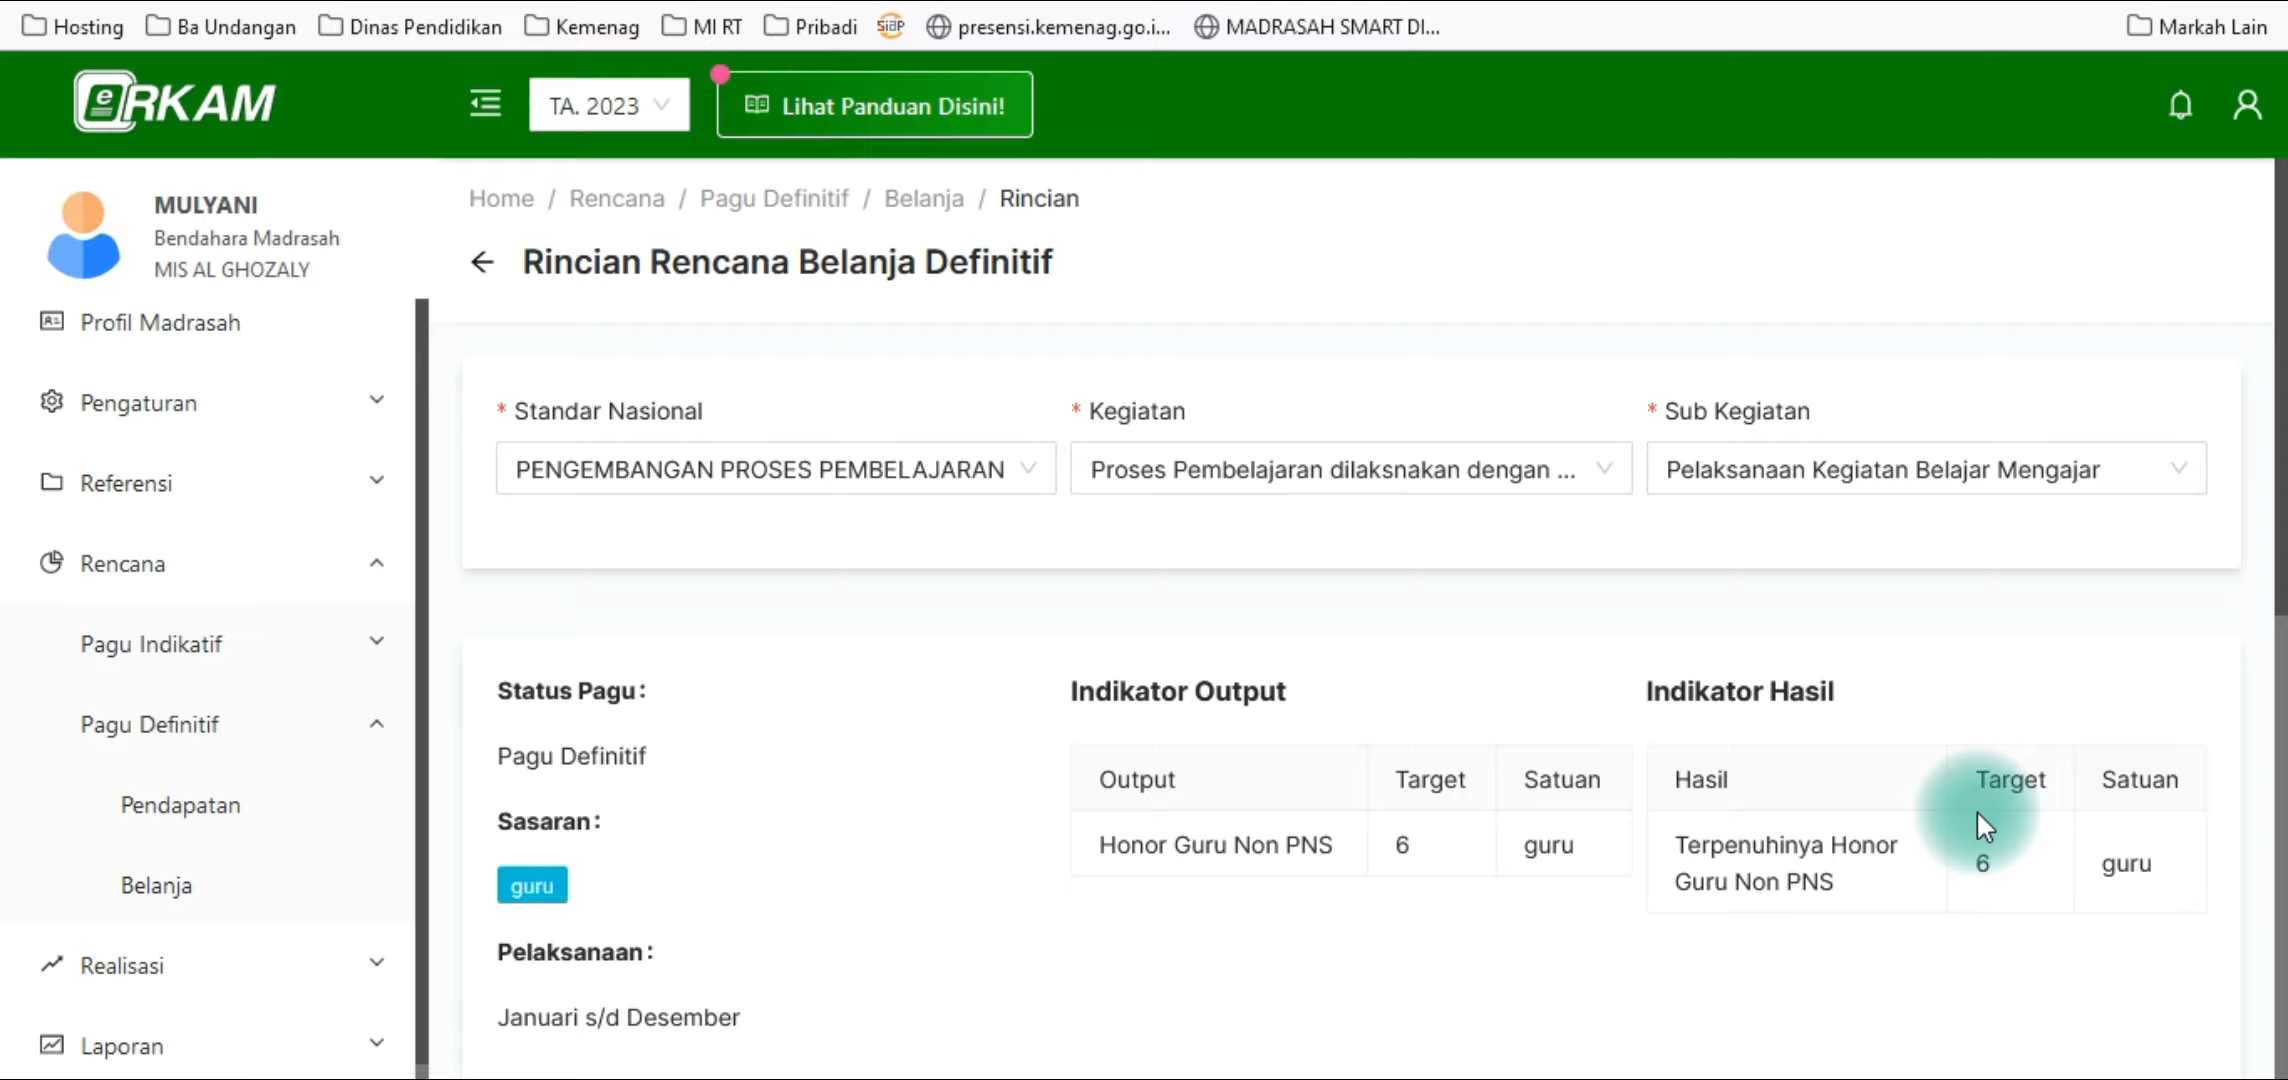 Hosting Ba Undangan Dinas Pendidikan Kemenag MI RT Pribadi SIAP presensi.kemenag.go.i... MADRASAH SMART DI... Markah Lain
eRKAM TA. 2023 Lihat Panduan Disini!
MULYANI
Bendahara Madrasah
MIS AL GHOZALY
Profil Madrasah
Pengaturan
Referensi
Rencana
Pagu Indikatif
Pagu Definitif
Pendapatan
Belanja
Realisasi
Laporan
Home / Rencana / Pagu Definitif / Belanja / Rincian
Rincian Rencana Belanja Definitif
* Standar Nasional * Kegiatan * Sub Kegiatan
PENGEMBANGAN PROSES PEMBELAJARAN Proses Pembelajaran dilaksnakan dengan ... Pelaksanaan Kegiatan Belajar Mengajar
Status Pagu:
Pagu Definitif
Sasaran:
guru
Pelaksanaan:
Januari s/d Desember
Indikator Output
Output Target Satuan
Honor Guru Non PNS 6 guru
Indikator Hasil
Hasil Target Satuan
Terpenuhinya Honor
Guru Non PNS 6 guru